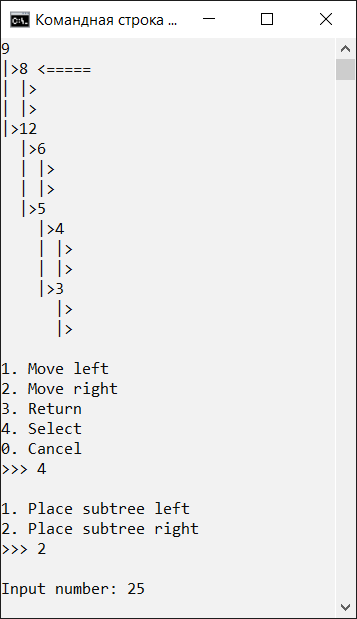 Командная строка ...
9
|>8 <=====
| |>
| |>
|>12
  |>6
  | |>
  | |>
  |>5
    |>4
    | |>
    | |>
    |>3
      |>
      |>

1. Move left
2. Move right
3. Return
4. Select
0. Cancel
>>> 4

1. Place subtree left
2. Place subtree right
>>> 2

Input number: 25